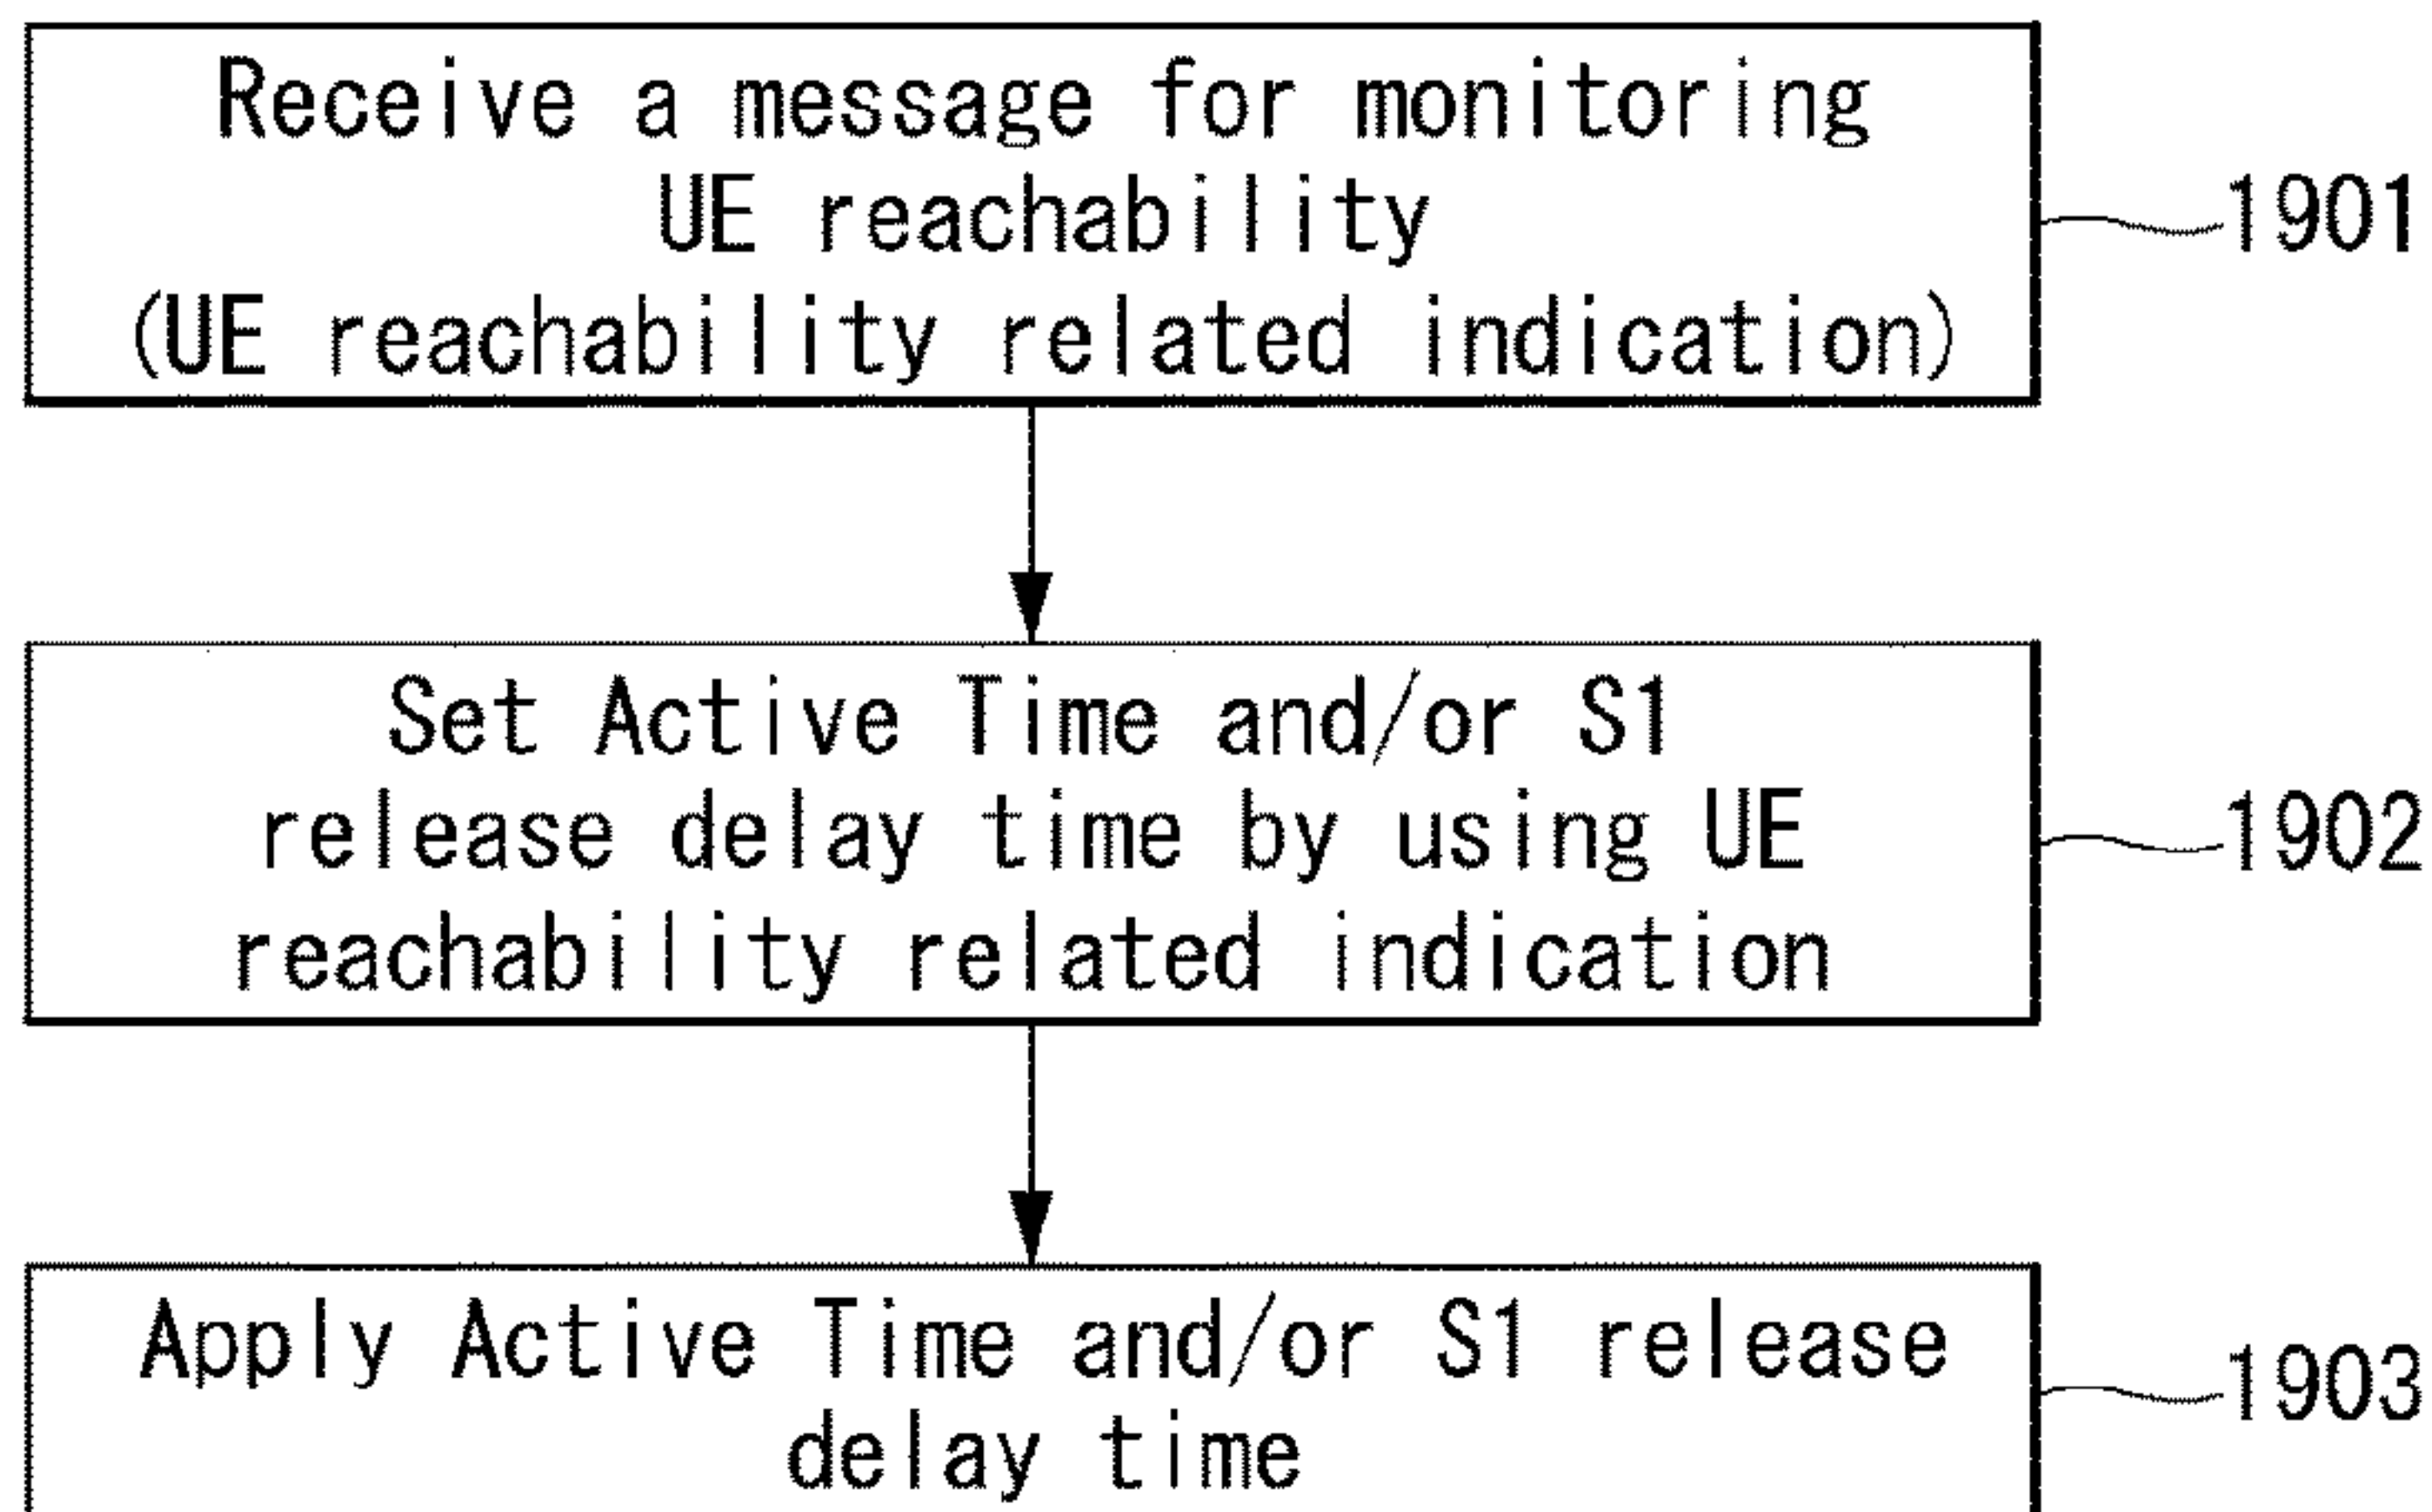 Receive a message for monitoring
UE reachability
(UE reachability related indication)
1901
Set Active Time and/or S1
release delay time by using UE
reachability related indication
1902
Apply Active Time and/or S1 release
delay time
1903